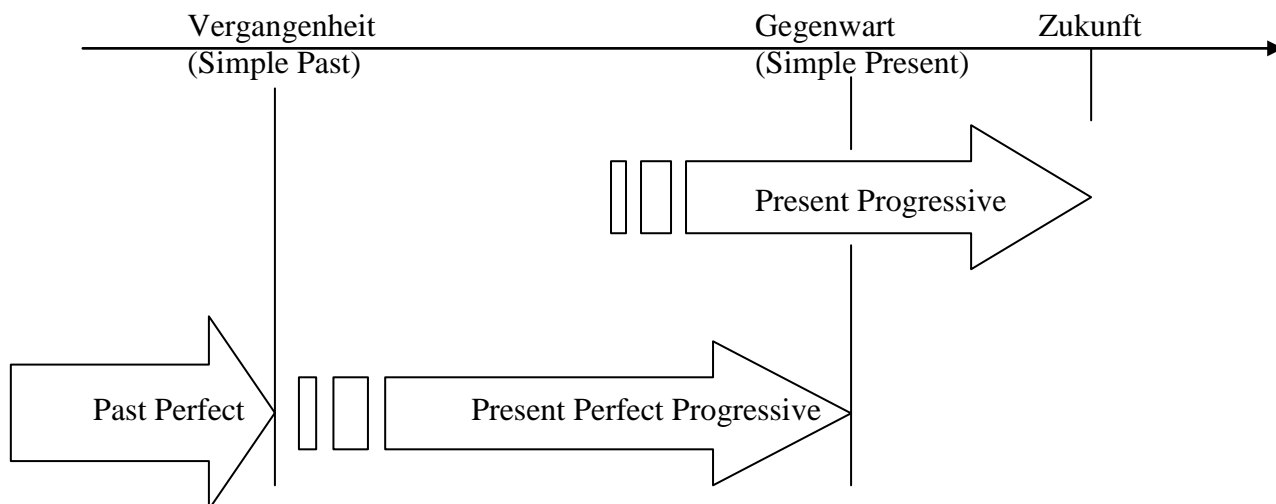 Vergangenheit
(Simple Past)
Gegenwart
(Simple Present)
Zukunft
Present Progressive
Past Perfect
Present Perfect Progressive